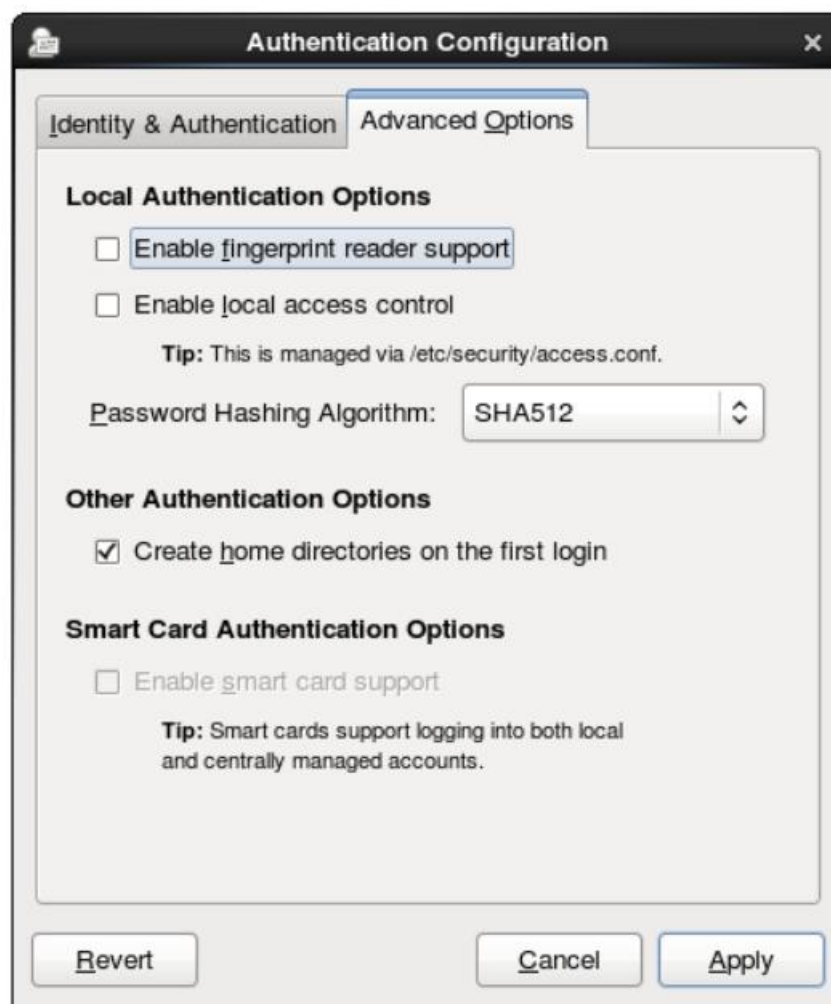 Authentication Configuration
Identity & Authentication
Advanced Options
Local Authentication Options
Enable fingerprint reader support
Enable local access control
Tip: This is managed via /etc/security/access.conf.
Password Hashing Algorithm: SHA512
Other Authentication Options
Create home directories on the first login
Smart Card Authentication Options
Enable smart card support
Tip: Smart cards support logging into both local
and centrally managed accounts.
Revert
Cancel
Apply